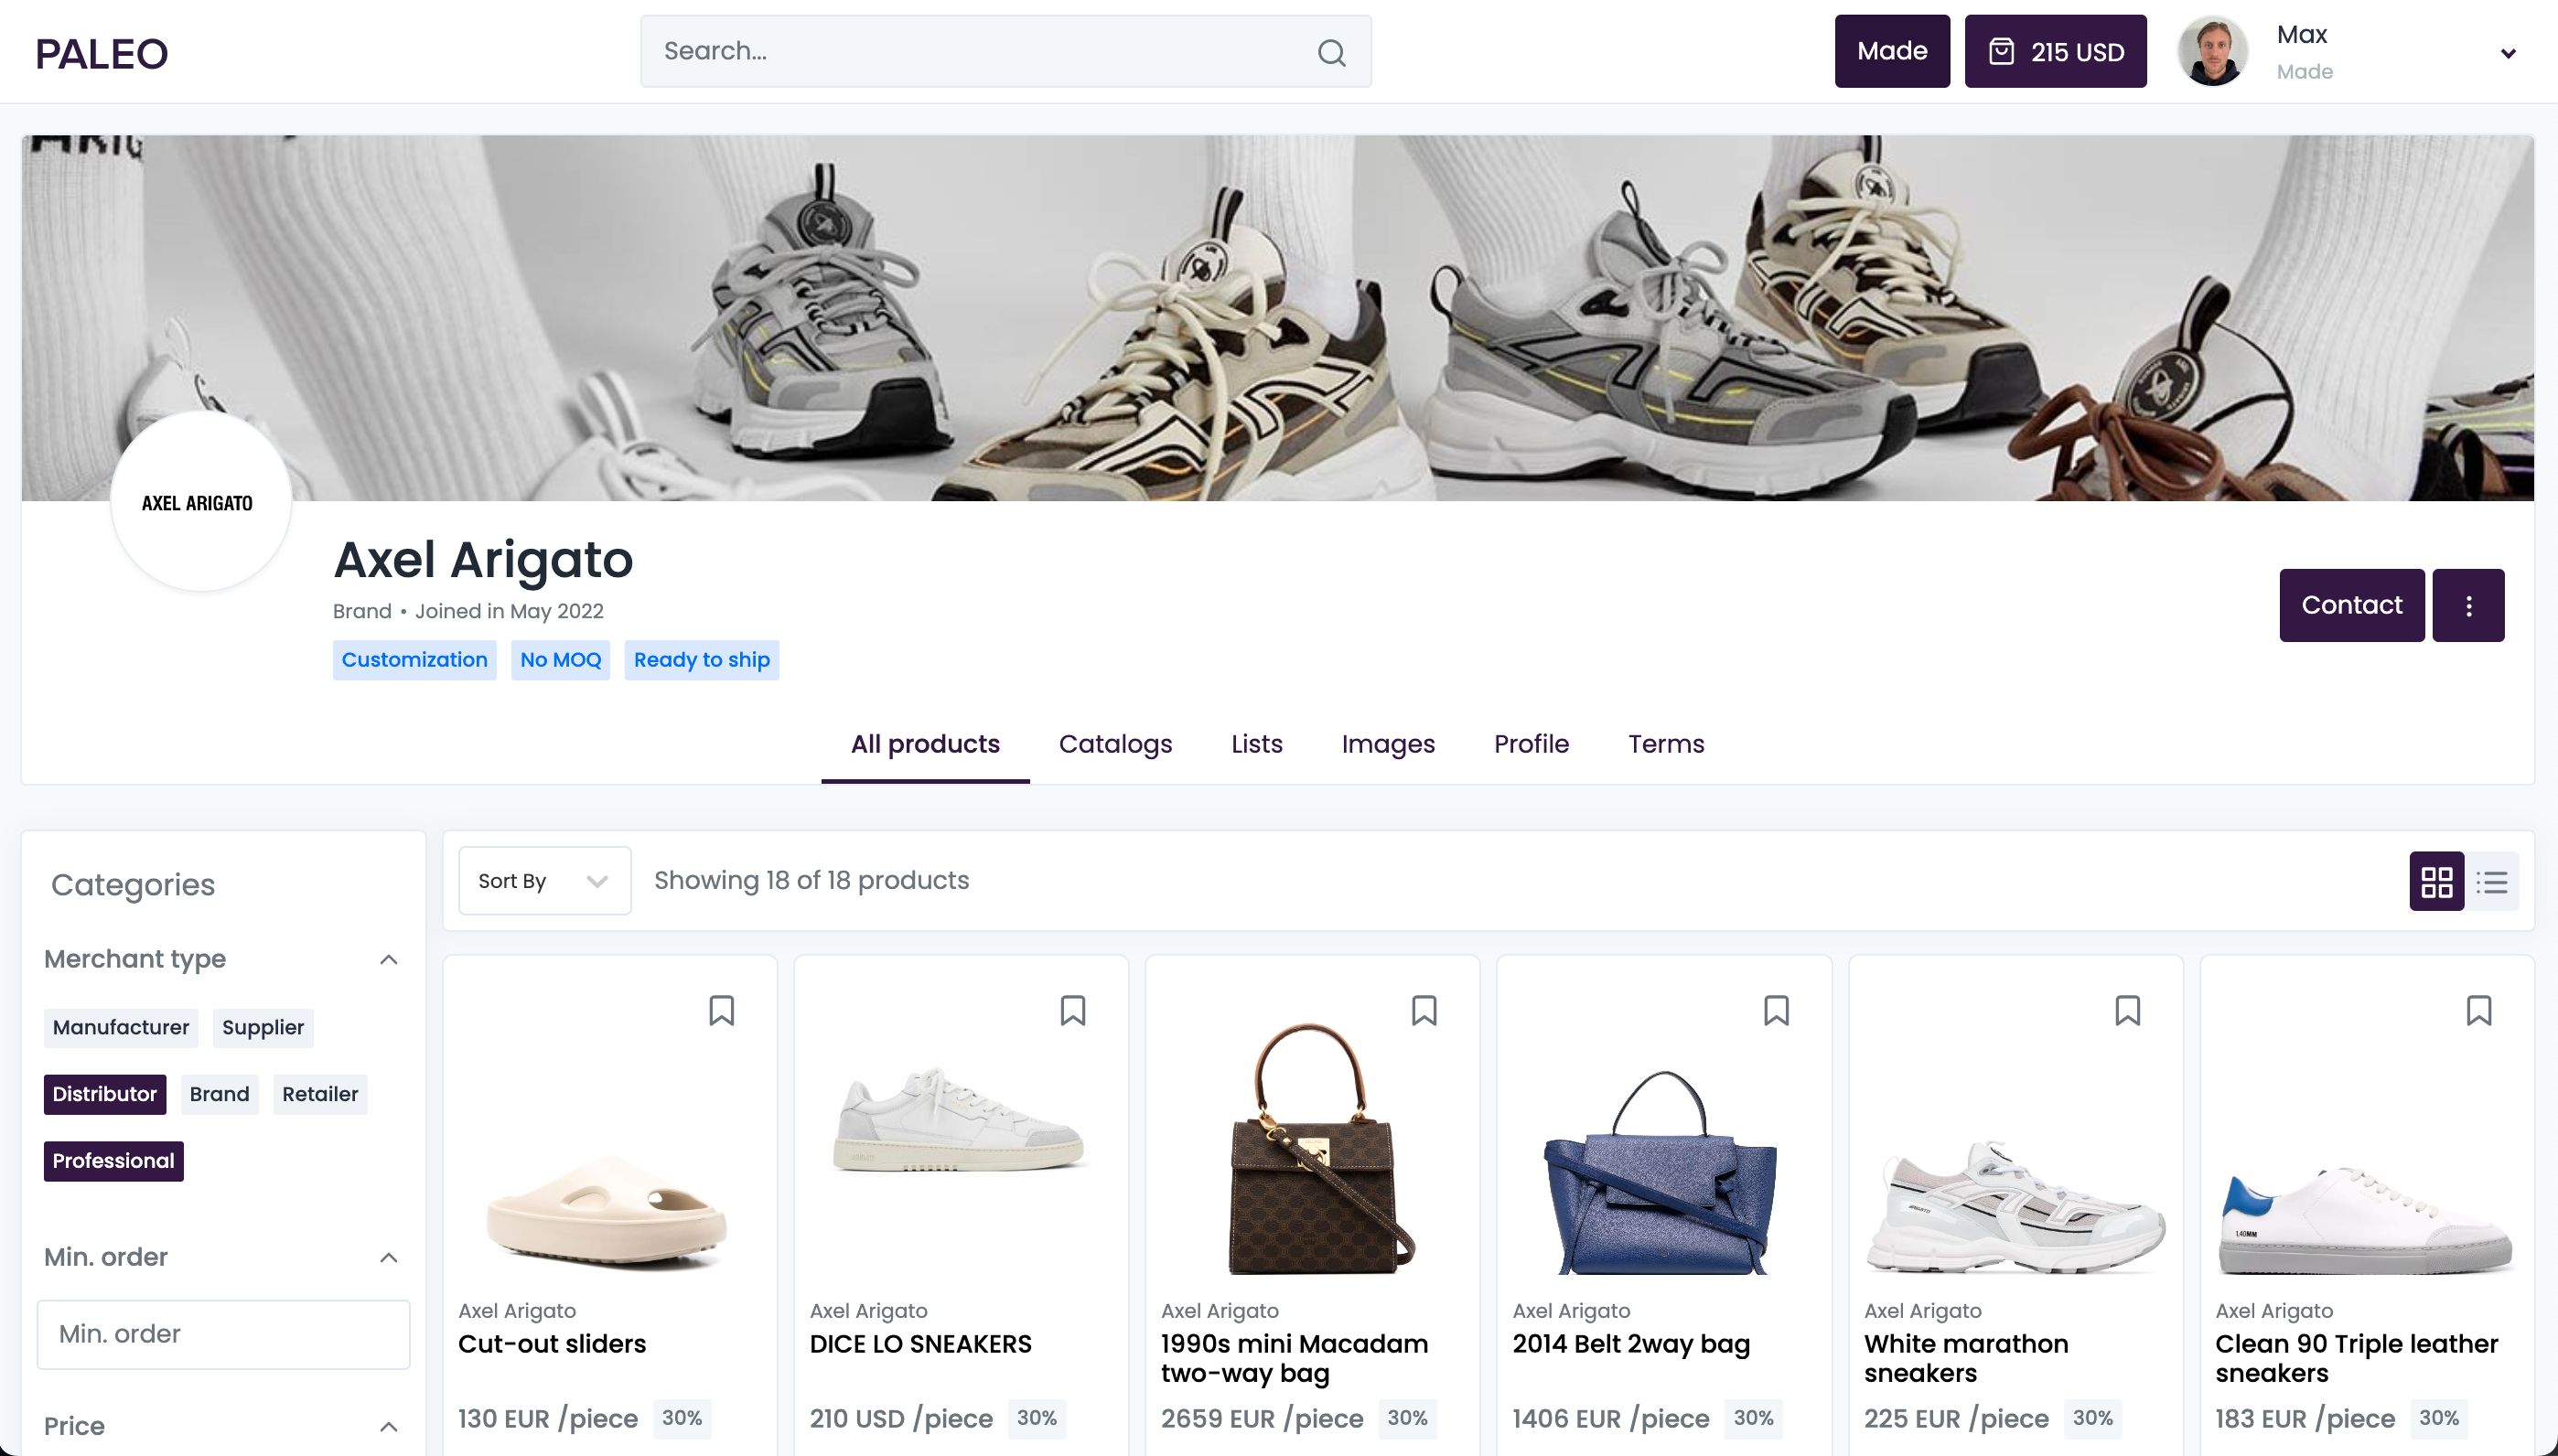 PALEO
Search...
Made
215 USD
Max
Made
AXEL ARIGATO
Axel Arigato
Brand • Joined in May 2022
Customization
No MOQ
Ready to ship
Contact
All products
Catalogs
Lists
Images
Profile
Terms
Categories
Merchant type
Manufacturer
Supplier
Distributor
Brand
Retailer
Professional
Min. order
Min. order
Price
Sort By
Showing 18 of 18 products
Axel Arigato
Cut-out sliders
130 EUR /piece
30%
Axel Arigato
DICE LO SNEAKERS
210 USD /piece
30%
Axel Arigato
1990s mini Macadam
two-way bag
2659 EUR /piece
30%
Axel Arigato
2014 Belt 2way bag
1406 EUR /piece
30%
ARIGATO
Axel Arigato
White marathon
sneakers
225 EUR /piece
30%
1,40MM
Axel Arigato
Clean 90 Triple leather
sneakers
183 EUR /piece
30%